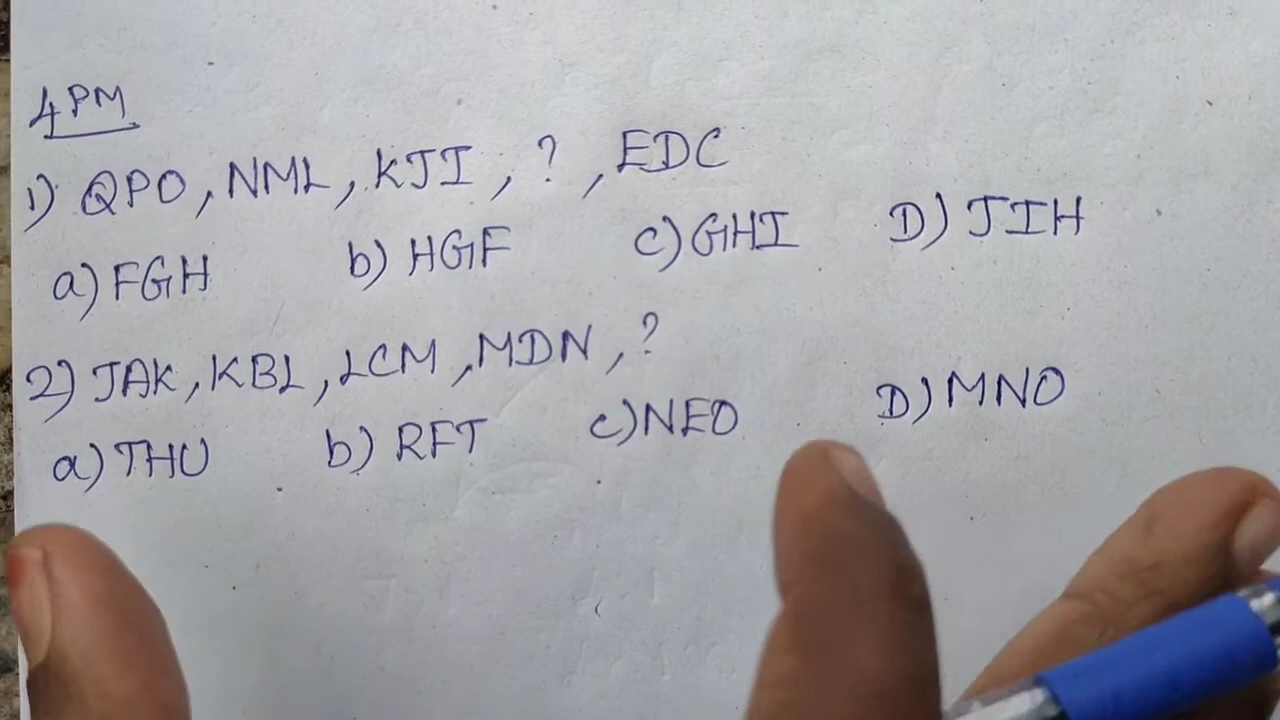 4PM
1) QPO, NML, KJI, ?, EDC
a) FGH b) HGF c) GHI D) JIH
2) JAK, KBL, LCM, MDN, ?
a) THU b) RFT c) NEO D) MNO